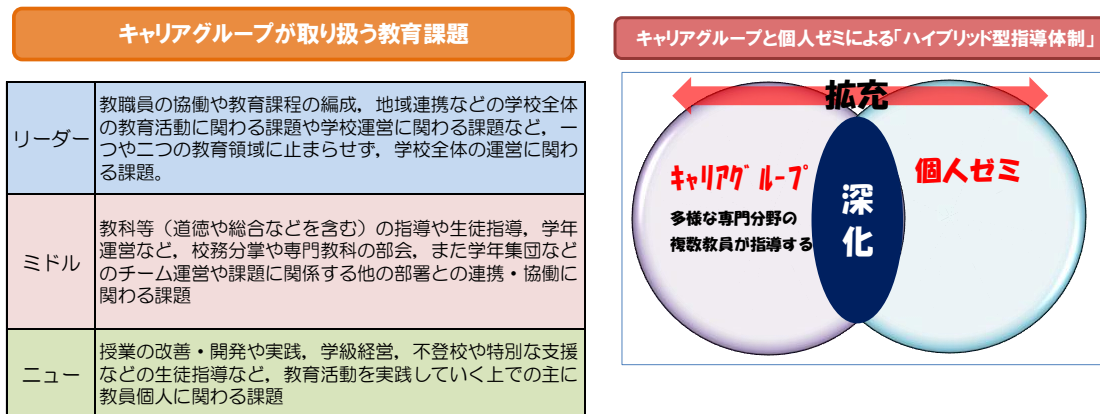 キャリアグループが取り扱う教育課題
リーダー
教職員の協働や教育課程の編成，地域連携などの学校全体
の教育活動に関わる課題や学校運営に関わる課題など，一
つや二つの教育領域に止まらせず，学校全体の運営に関わ
る課題。
ミドル
教科等（道徳や総合などを含む）の指導や生徒指導，学年
運営など，校務分掌や専門教科の部会，また学年集団など
のチーム運営や課題に関係する他の部署との連携・協働に
関わる課題
ニュー
授業の改善・開発や実践，学級経営，不登校や特別な支援
などの生徒指導など，教育活動を実践していく上での主に
教員個人に関わる課題
キャリアグループと個人ゼミによる「ハイブリッド型指導体制」
拡充
キャリアグループ
多様な専門分野の
複数教員が指導する
深
化
個人ゼミ